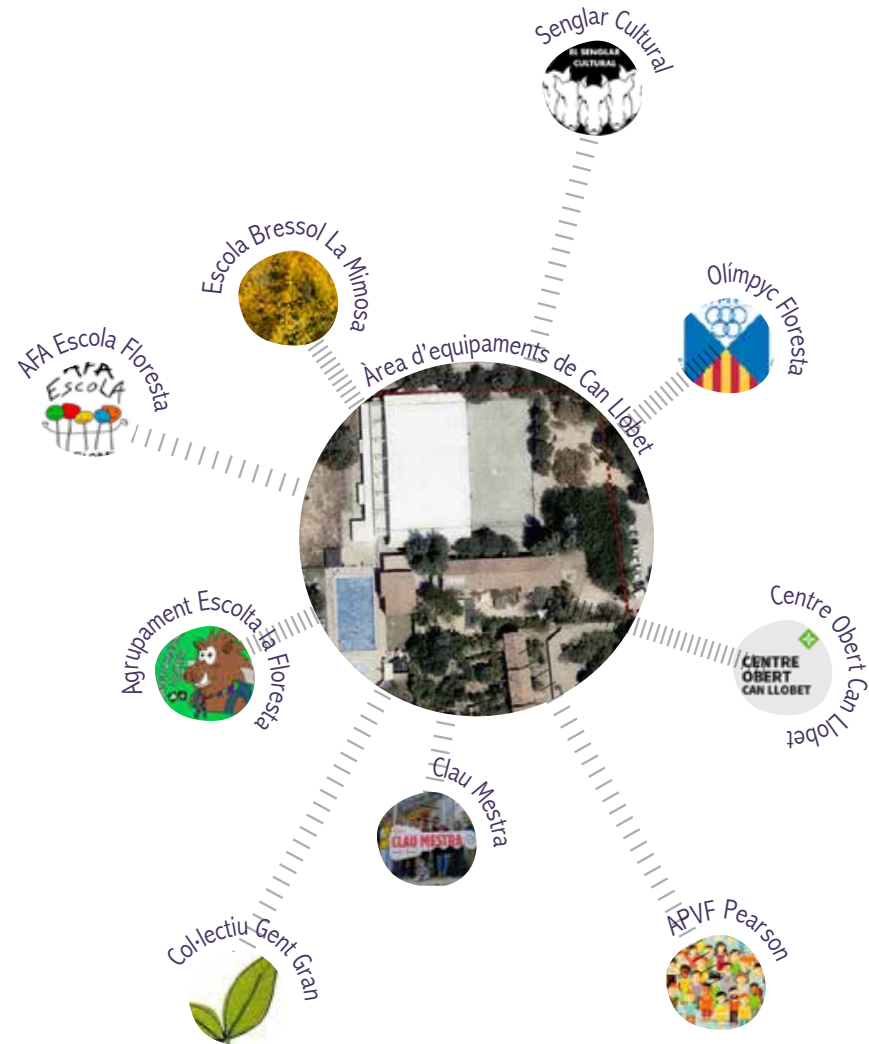 Senglar Cultural
EL SENGLAR
CULTURAL
Escola Bressol La Mimosa
Olímpyc Floresta
AFA Escola Floresta
AFA
ESCOLA
Àrea d'equipaments de Can Llobet
Agrupament Escolta la Floresta
Centre Obert Can Llobet
CENTRE
OBERT
CAN LLOBET
Clau Mestra
CLAU MESTRA
Col·lectiu Gent Gran
APVF Pearson